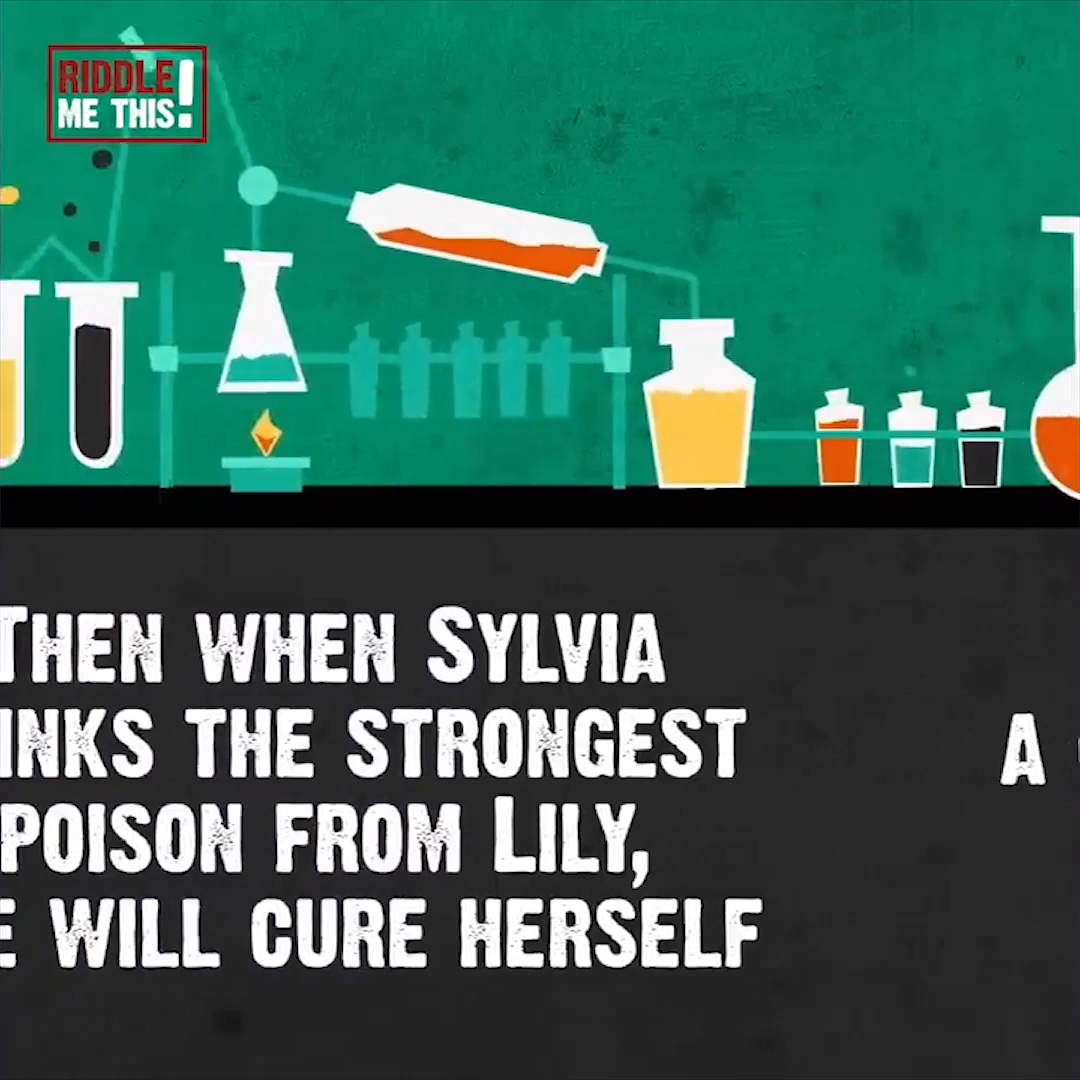 RIDDLE
ME THIS!
THEN WHEN SYLVIA
INKS THE STRONGEST
POISON FROM LILY,
E WILL CURE HERSELF
A